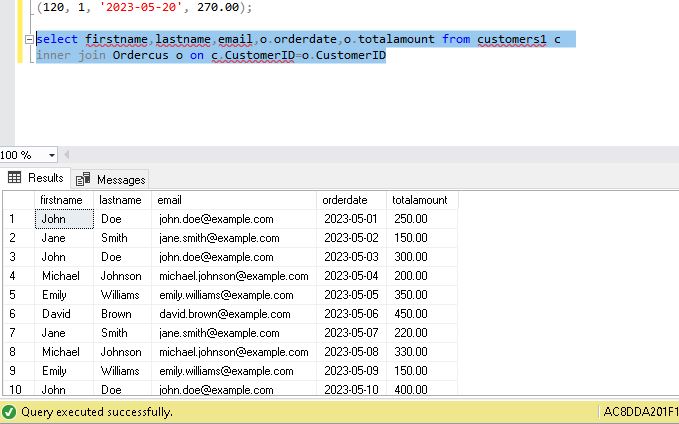 (120, 1, '2023-05-20', 270.00);
select firstname,lastname,email,o.orderdate,o.totalamount from customers1 c
inner join Ordercus o on c.CustomerID=o.CustomerID
100 %
Results Messages
firstname lastname email orderdate totalamount
1 John Doe john.doe@example.com 2023-05-01 250.00
2 Jane Smith jane.smith@example.com 2023-05-02 150.00
3 John Doe john.doe@example.com 2023-05-03 300.00
4 Michael Johnson michael.johnson@example.com 2023-05-04 200.00
5 Emily Williams emily.williams@example.com 2023-05-05 350.00
6 David Brown david.brown@example.com 2023-05-06 450.00
7 Jane Smith jane.smith@example.com 2023-05-07 220.00
8 Michael Johnson michael.johnson@example.com 2023-05-08 330.00
9 Emily Williams emily.williams@example.com 2023-05-09 150.00
10 John Doe john.doe@example.com 2023-05-10 400.00
Query executed successfully. AC8DDA201F1